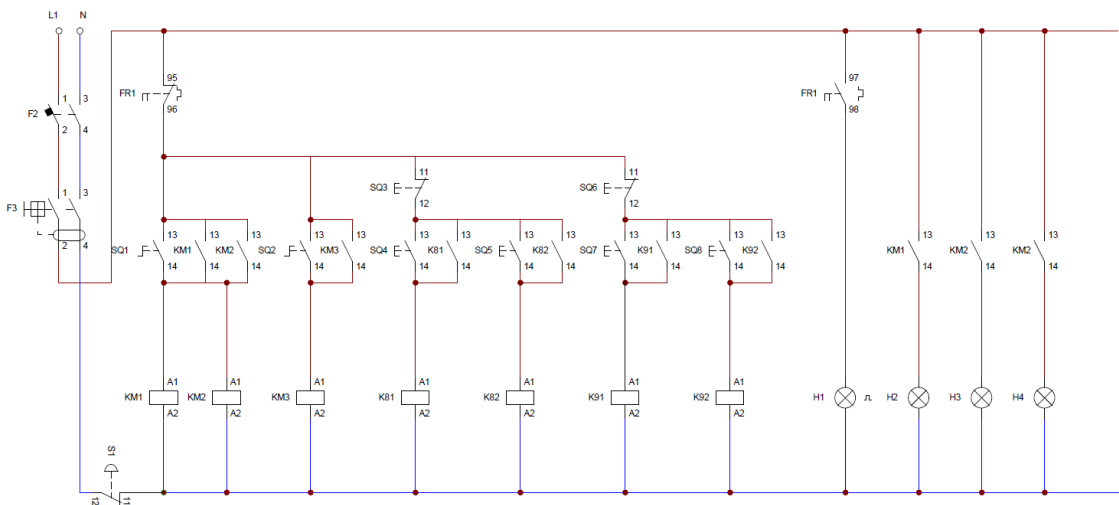 L1 N
95 97
FR1 FR1
96 98
1 3
F2
2 4
11 11
SQ3 SQ6
12 12
1 3
F3
2 4
13 13 13 13 13 13 13 13 13 13 13 13 13 13 13 13
SQ1 KM1 KM2 SQ2 KM3 SQ4 K81 SQ5 K82 SQ7 K91 SQ8 K92 KM1 KM2 KM2
14 14 14 14 14 14 14 14 14 14 14 14 14 14 14 14
A1 A1 A1 A1 A1 A1 A1
KM1 KM2 KM3 K81 K82 K91 K92 H1 H2 H3 H4
A2 A2 A2 A2 A2 A2 A2
S1
12 11